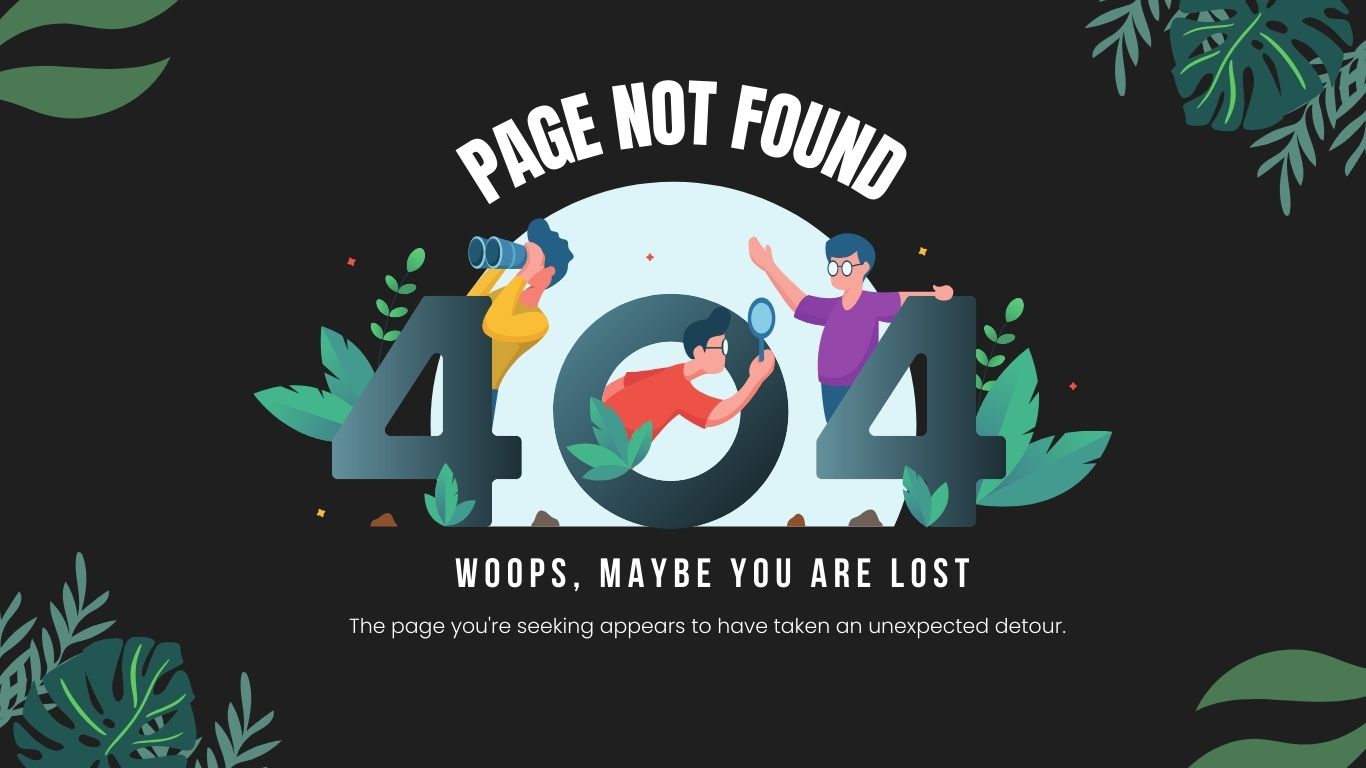 PAGE NOT FOUND
404
WOOPS, MAYBE YOU ARE LOST
The page you're seeking appears to have taken an unexpected detour.